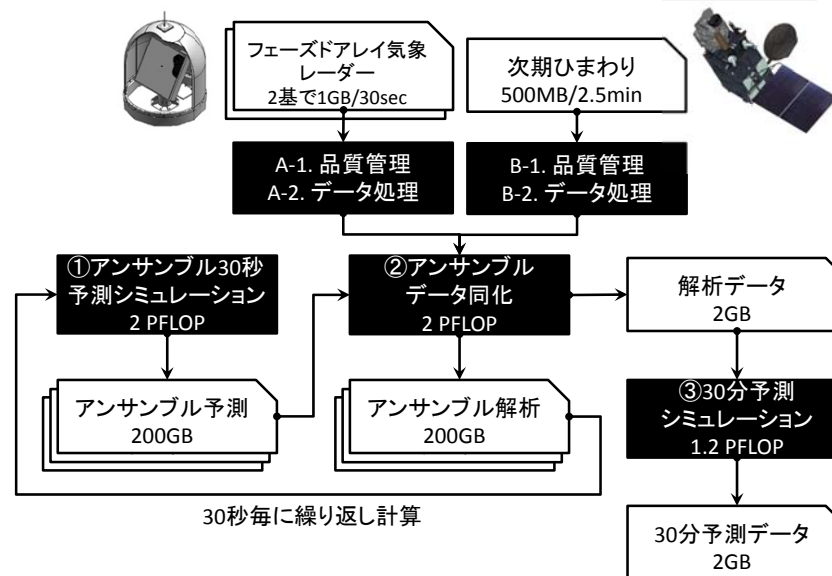 フェーズドアレイ気象
レーダー
2基で1GB/30sec
次期ひまわり
500MB/2.5min
A-1. 品質管理
A-2. データ処理
B-1. 品質管理
B-2. データ処理
①アンサンブル30秒
予測シミュレーション
2 PFLOP
②アンサンブル
データ同化
2 PFLOP
解析データ
2GB
アンサンブル予測
200GB
アンサンブル解析
200GB
③30分予測
シミュレーション
1.2 PFLOP
30秒毎に繰り返し計算
30分予測データ
2GB